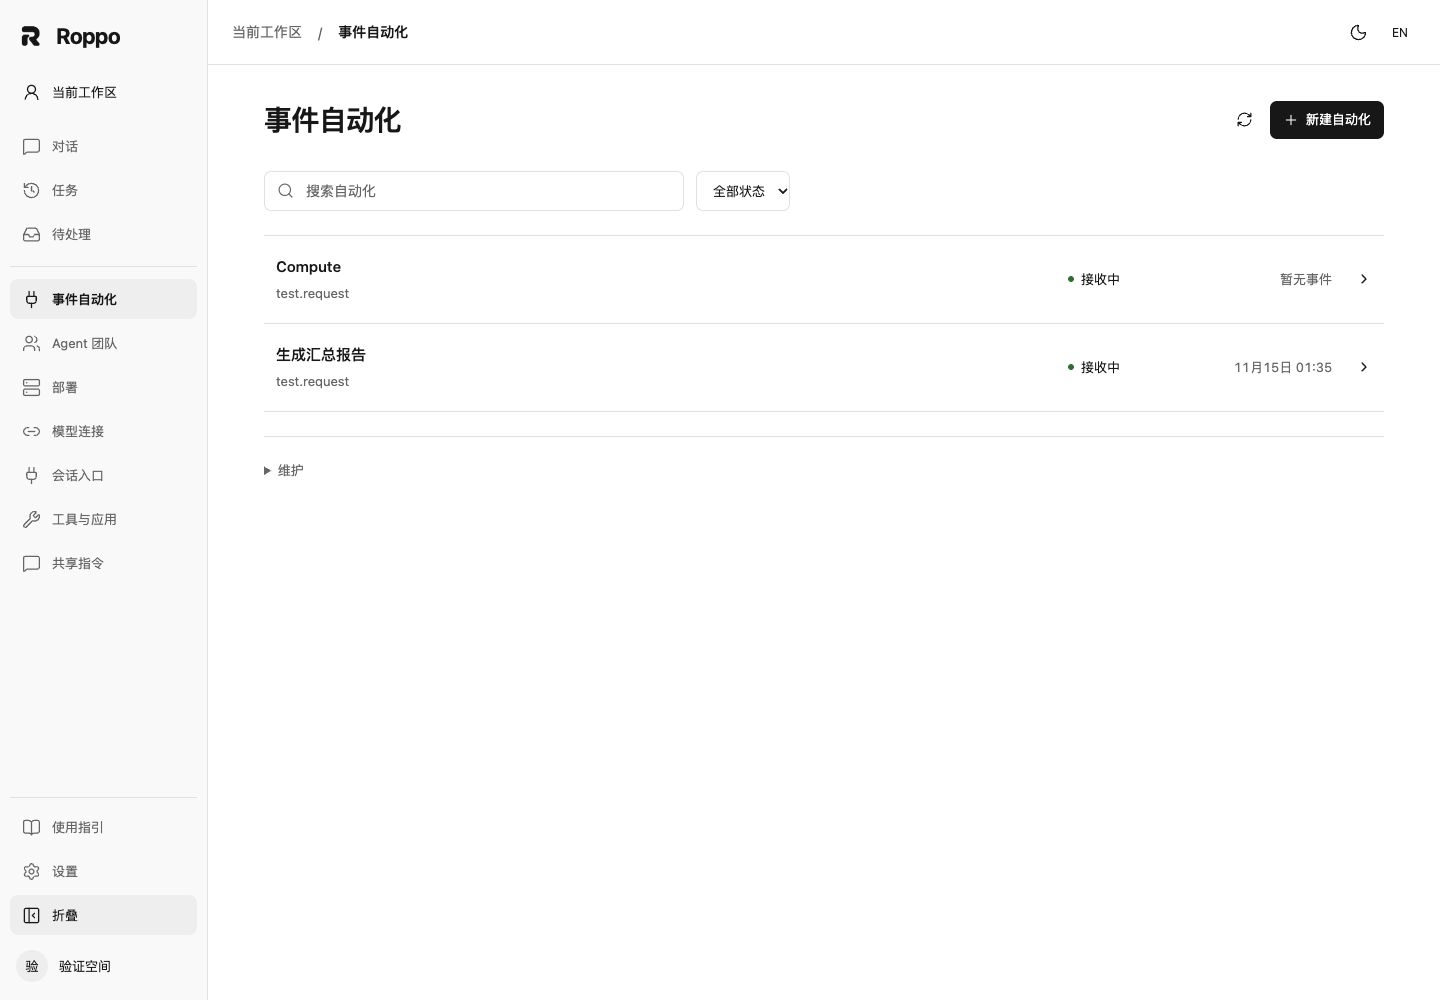 Roppo
当前工作区
对话
任务
待处理
事件自动化
Agent 团队
部署
模型连接
会话入口
工具与应用
共享指令
使用指引
设置
折叠
验 验证空间
当前工作区 / 事件自动化
EN
事件自动化
新建自动化
搜索自动化
全部状态
Compute
test.request
接收中
暂无事件
生成汇总报告
test.request
接收中
11月15日 01:35
维护